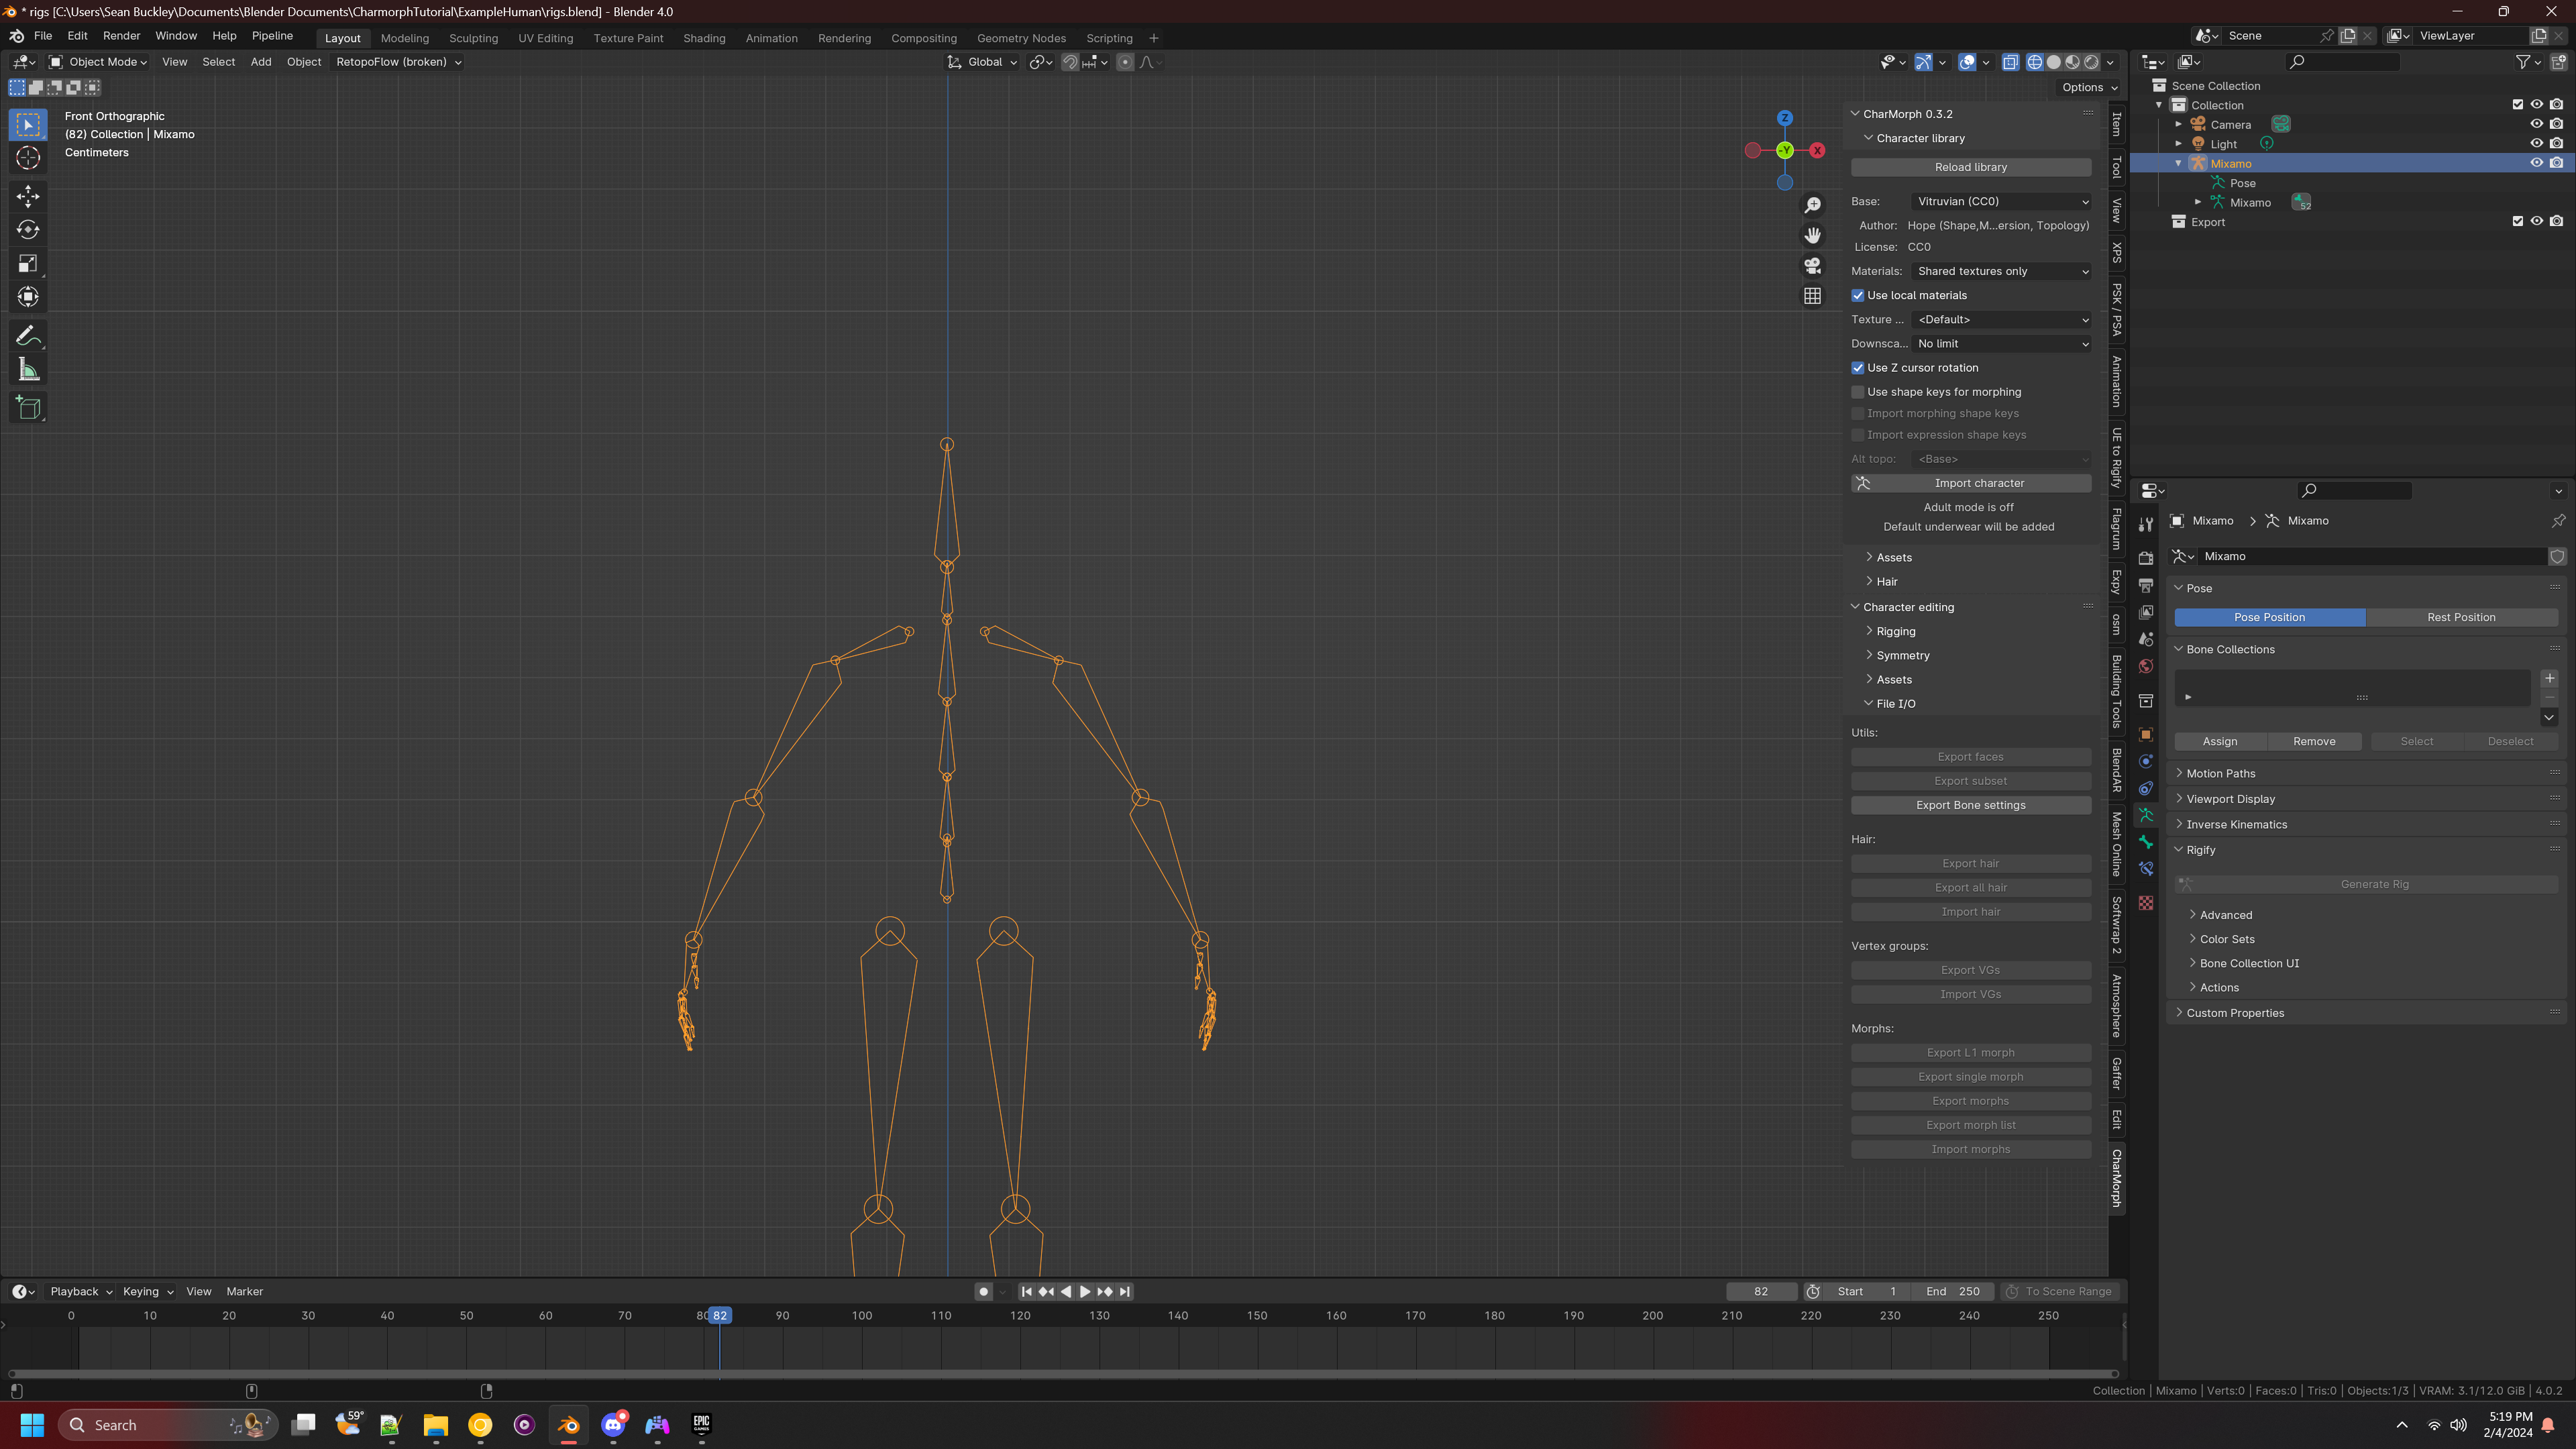 * rigs [C:\Users\Sean Buckley\Documents\Blender Documents\CharmorphTutorial\ExampleHuman\rigs.blend] - Blender 4.0
File Edit Render Window Help Pipeline
Layout Modeling Sculpting UV Editing Texture Paint Shading Animation Rendering Compositing Geometry Nodes Scripting +
Scene
ViewLayer
Object Mode View Select Add Object RetopoFlow (broken)
Global
Options
Front Orthographic
(82) Collection | Mixamo
Centimeters
Z
-Y
X
CharMorph 0.3.2
Character library
Reload library
Base: Vitruvian (CC0)
Author: Hope (Shape,M...ersion, Topology)
License: CC0
Materials: Shared textures only
Use local materials
Texture ... <Default>
Downsca... No limit
Use Z cursor rotation
Use shape keys for morphing
Import morphing shape keys
Import expression shape keys
Alt topo: <Base>
Import character
Adult mode is off
Default underwear will be added
Assets
Hair
Character editing
Rigging
Symmetry
Assets
File I/O
Utils:
Export faces
Export subset
Export Bone settings
Hair:
Export hair
Export all hair
Import hair
Vertex groups:
Export VGs
Import VGs
Morphs:
Export L1 morph
Export single morph
Export morphs
Export morph list
Import morphs
Item
Tool
View
XPS
PSK / PSA
Animation
UE to Rigify
Flagrum
Expy
osm
Building Tools
BlendAR
Mesh Online
Softwrap 2
Atmosphere
Gaffer
Edit
CharMorph
Scene Collection
Collection
Camera
Light
Mixamo
Pose
Mixamo 52
Export
Mixamo > Mixamo
Mixamo
Pose
Pose Position Rest Position
Bone Collections
Assign Remove Select Deselect
Motion Paths
Viewport Display
Inverse Kinematics
Rigify
Generate Rig
Advanced
Color Sets
Bone Collection UI
Actions
Custom Properties
Playback Keying View Marker
82 Start 1 End 250 To Scene Range
0 10 20 30 40 50 60 70 80 82 90 100 110 120 130 140 150 160 170 180 190 200 210 220 230 240 250
Collection | Mixamo | Verts:0 | Faces:0 | Tris:0 | Objects:1/3 | VRAM: 3.1/12.0 GiB | 4.0.2
Search
59°
EPIC
GAMES
5:19 PM
2/4/2024